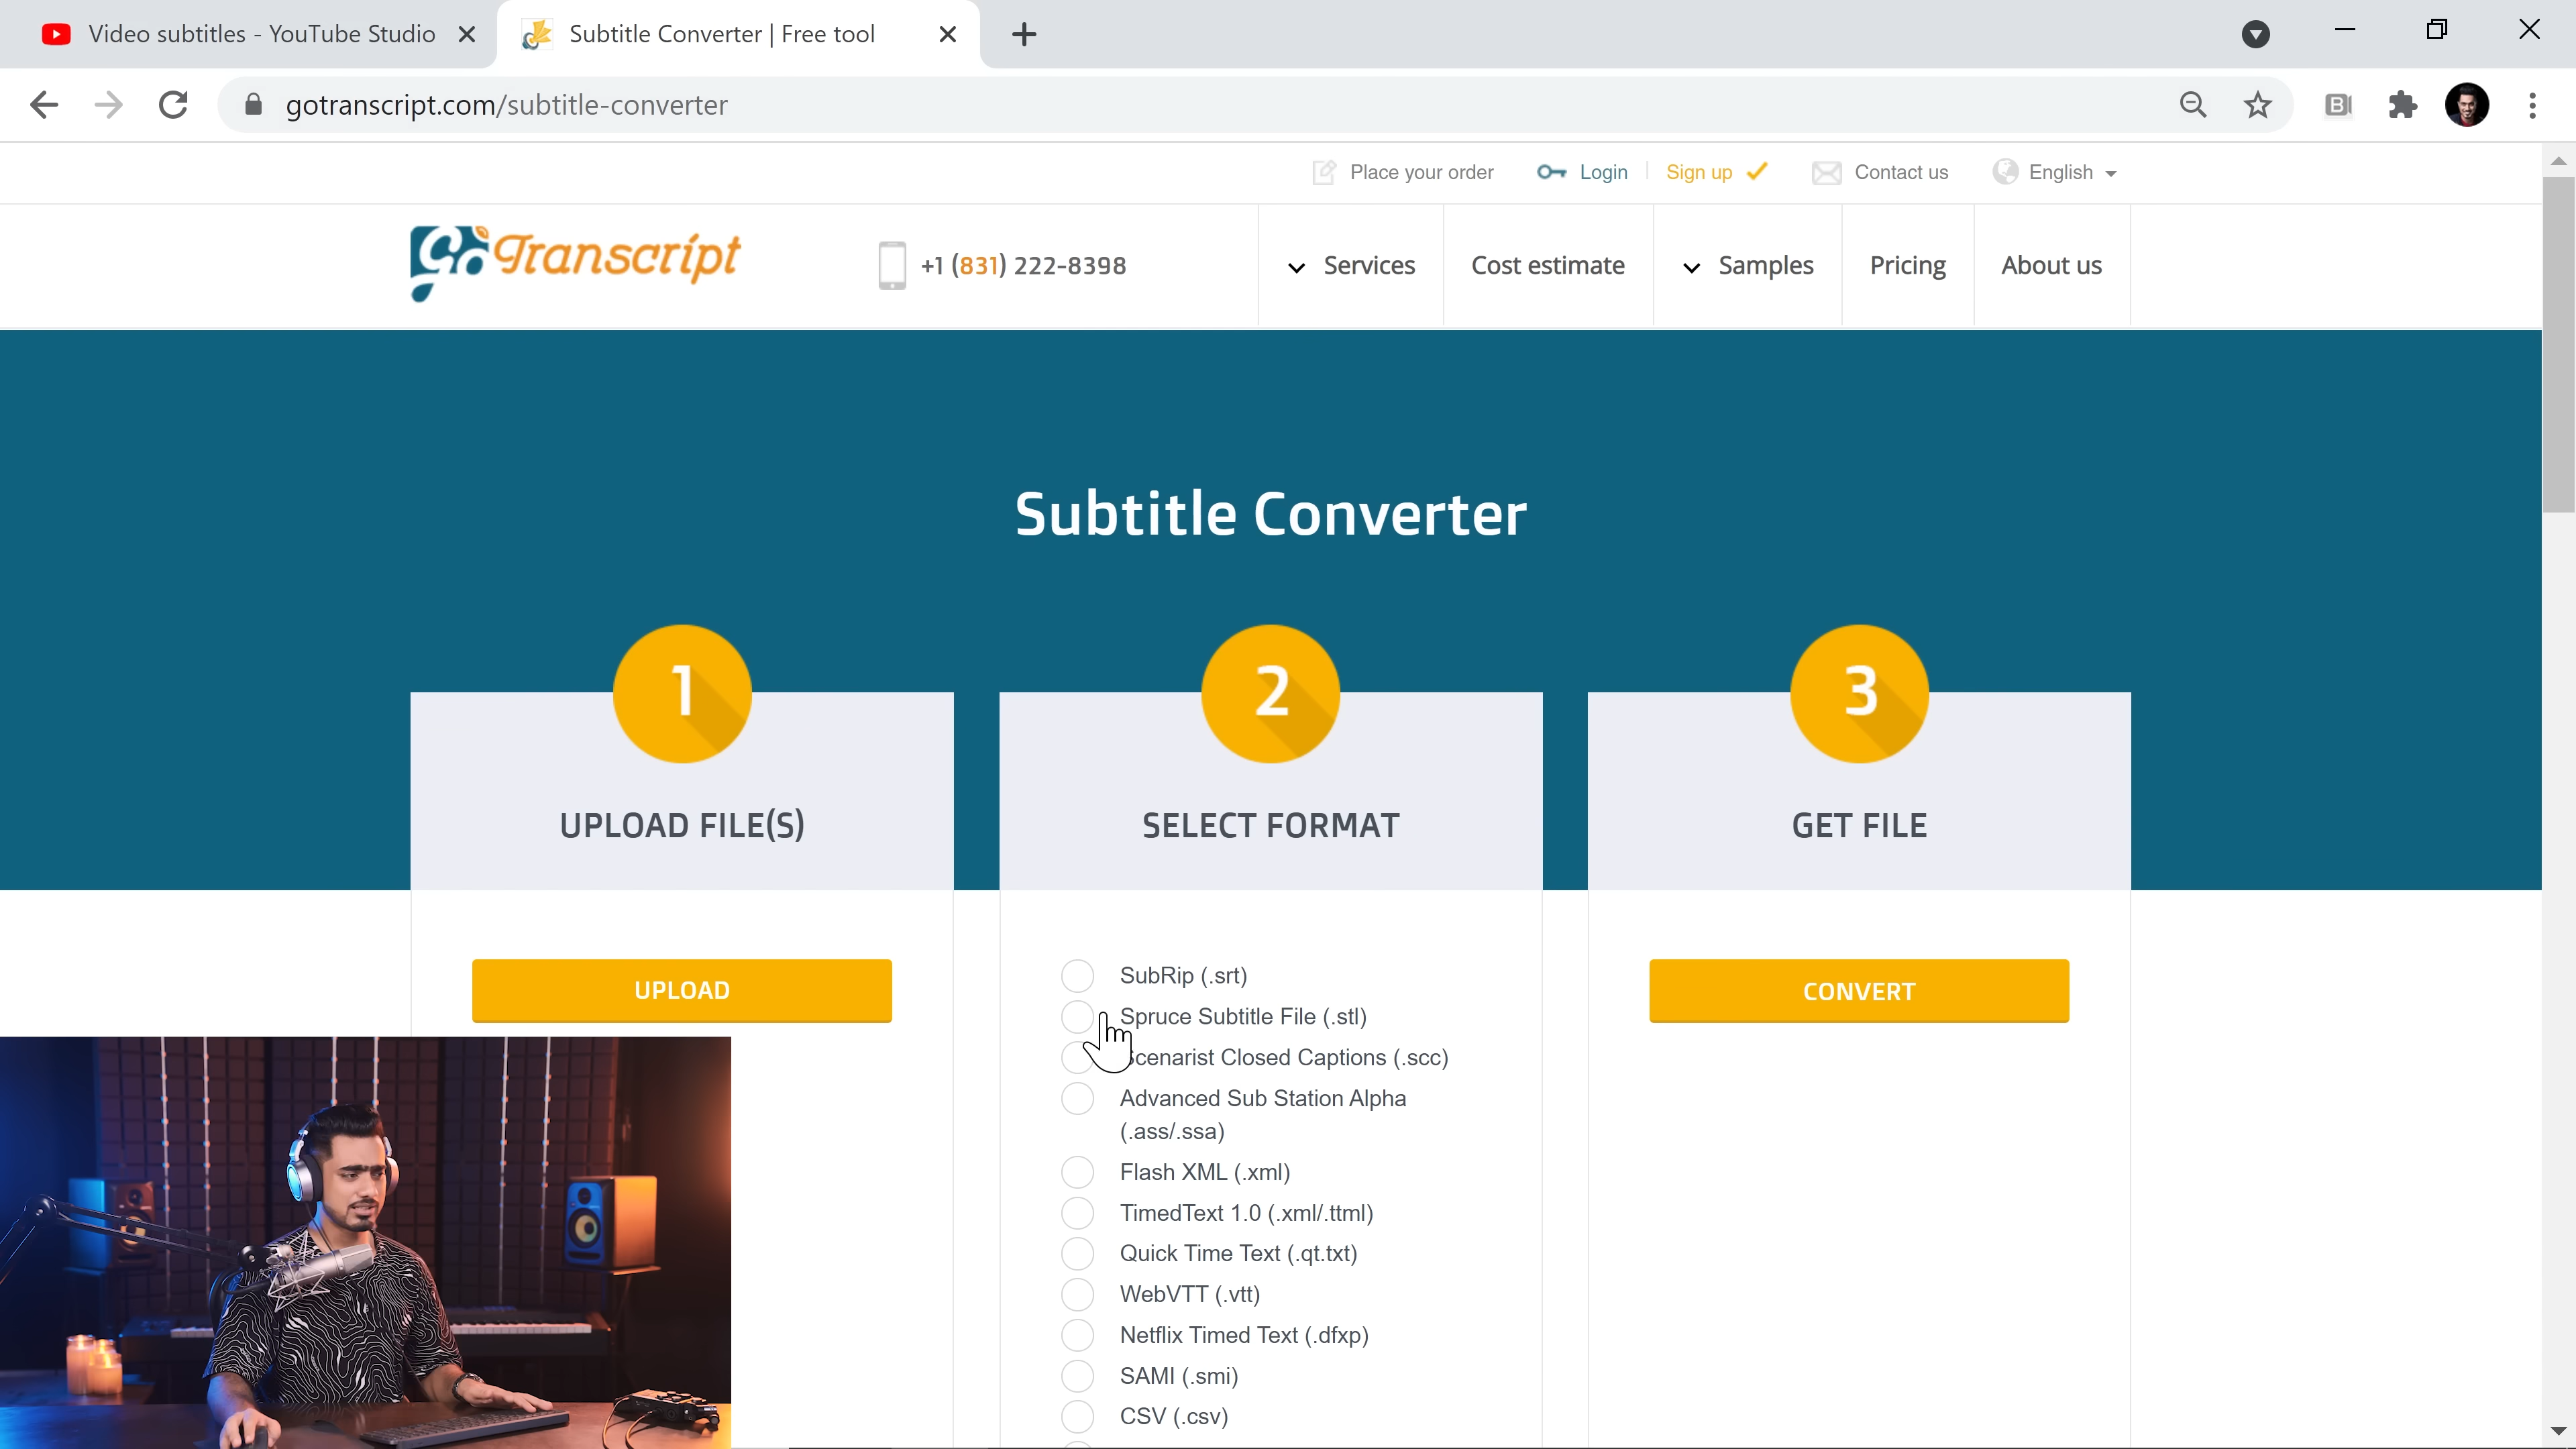 Video subtitles - YouTube Studio
Subtitle Converter | Free tool
gotranscript.com/subtitle-converter
Place your order
Login
Sign up
Contact us
English
GoTranscript
+1 (831) 222-8398
Services
Cost estimate
Samples
Pricing
About us
Subtitle Converter
1
UPLOAD FILE(S)
UPLOAD
2
SELECT FORMAT
SubRip (.srt)
Spruce Subtitle File (.stl)
Scenarist Closed Captions (.scc)
Advanced Sub Station Alpha
(.ass/.ssa)
Flash XML (.xml)
TimedText 1.0 (.xml/.ttml)
Quick Time Text (.qt.txt)
WebVTT (.vtt)
Netflix Timed Text (.dfxp)
SAMI (.smi)
CSV (.csv)
3
GET FILE
CONVERT